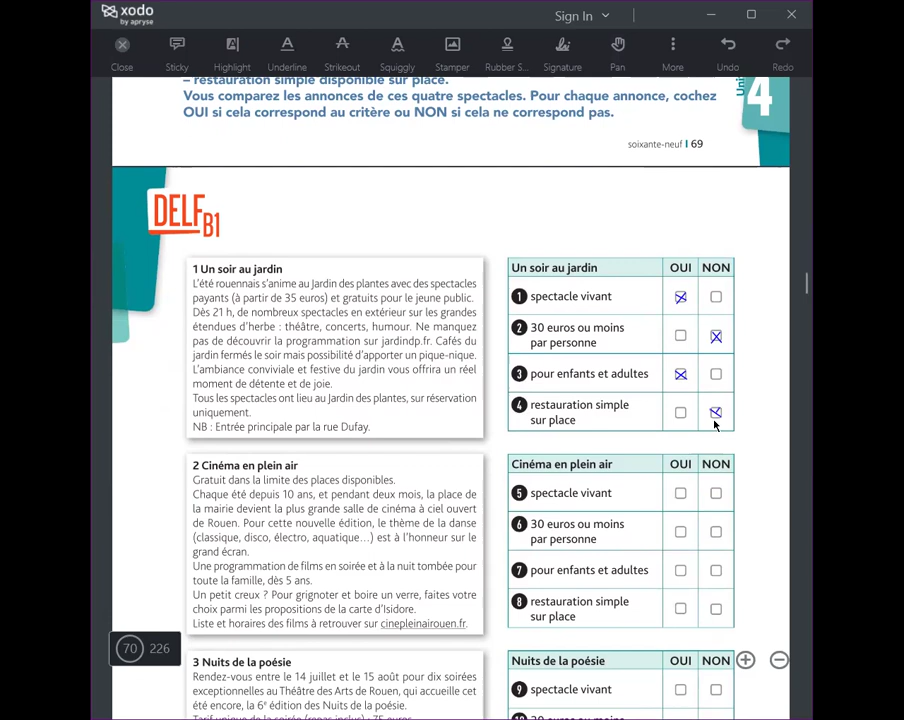 xodo
by apryse
Sign In
Close
Sticky
Highlight
Underline
Strikeout
Squiggly
Stamper
Rubber S...
Signature
Pan
More
Undo
Redo
– restauration simple disponible sur place.
Vous comparez les annonces de ces quatre spectacles. Pour chaque annonce, cochez
OUI si cela correspond au critère ou NON si cela ne correspond pas.
4
soixante-neuf I 69
DELF B1
1 Un soir au jardin
L'été rouennais s'anime au Jardin des plantes avec des spectacles
payants (à partir de 35 euros) et gratuits pour le jeune public.
Dès 21 h, de nombreux spectacles en extérieur sur les grandes
étendues d'herbe : théâtre, concerts, humour. Ne manquez
pas de découvrir la programmation sur jardindp.fr. Cafés du
jardin fermés le soir mais possibilité d'apporter un pique-nique.
L'ambiance conviviale et festive du jardin vous offrira un réel
moment de détente et de joie.
Tous les spectacles ont lieu au Jardin des plantes, sur réservation
uniquement.
NB : Entrée principale par la rue Dufay.
Un soir au jardin OUI NON
1 spectacle vivant
2 30 euros ou moins
par personne
3 pour enfants et adultes
4 restauration simple
sur place
2 Cinéma en plein air
Gratuit dans la limite des places disponibles.
Chaque été depuis 10 ans, et pendant deux mois, la place de
la mairie devient la plus grande salle de cinéma à ciel ouvert
de Rouen. Pour cette nouvelle édition, le thème de la danse
(classique, disco, électro, aquatique...) est à l'honneur sur le
grand écran.
Une programmation de films en soirée et à la nuit tombée pour
toute la famille, dès 5 ans.
Un petit creux ? Pour grignoter et boire un verre, faites votre
choix parmi les propositions de la carte d'Isidore.
Liste et horaires des films à retrouver sur cinepleinairouen.fr.
Cinéma en plein air OUI NON
5 spectacle vivant
6 30 euros ou moins
par personne
7 pour enfants et adultes
8 restauration simple
sur place
70 226
3 Nuits de la poésie
Rendez-vous entre le 14 juillet et le 15 août pour dix soirées
exceptionnelles au Théâtre des Arts de Rouen, qui accueille cet
été encore, la 6e édition des Nuits de la poésie.
Tarif unique de la soirée (repas inclus) : 75 euros
Nuits de la poésie OUI NON
9 spectacle vivant
10 30 euros ou moins